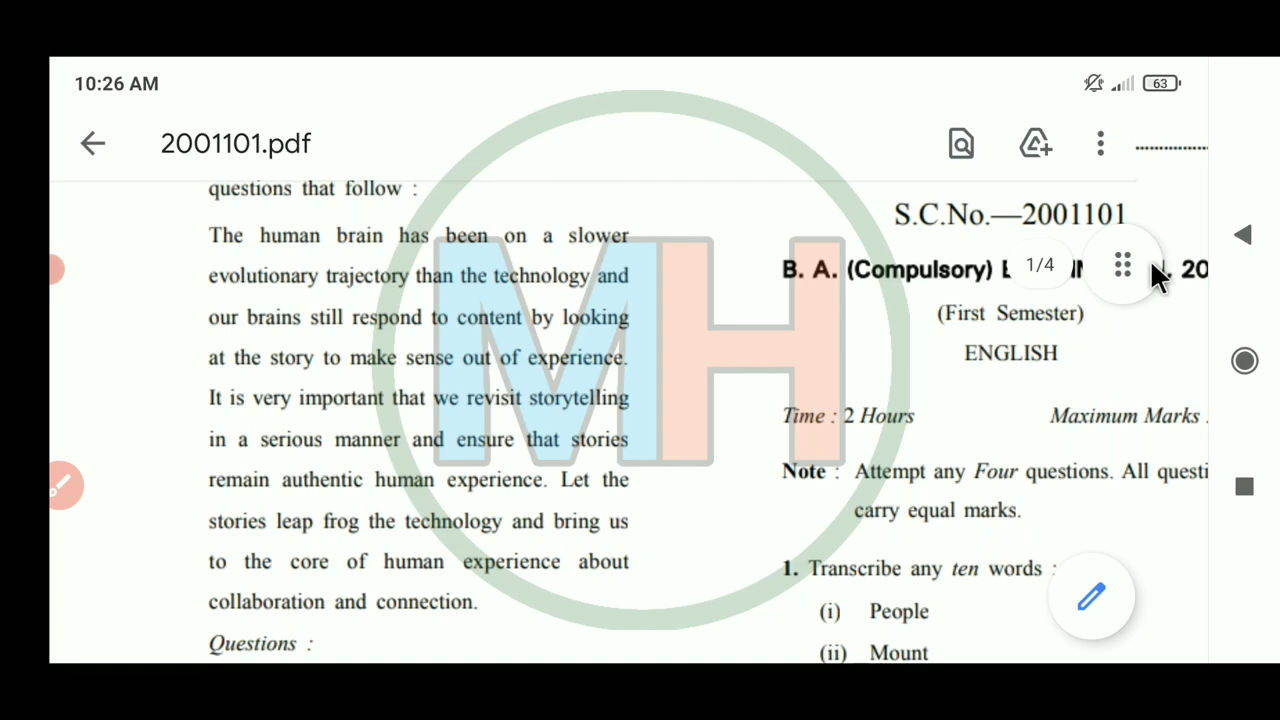 10:26 AM
63
2001101.pdf
questions that follow :
The human brain has been on a slower
evolutionary trajectory than the technology and
our brains still respond to content by looking
at the story to make sense out of experience.
It is very important that we revisit storytelling
in a serious manner and ensure that stories
remain authentic human experience. Let the
stories leap frog the technology and bring us
to the core of human experience about
collaboration and connection.
Questions :
S.C.No.—2001101
B. A. (Compulsory)
1/4
20
(First Semester)
ENGLISH
Time : 2 Hours
Maximum Marks
Note : Attempt any Four questions. All questi
carry equal marks.
1. Transcribe any ten words :
(i) People
(ii) Mount
MH